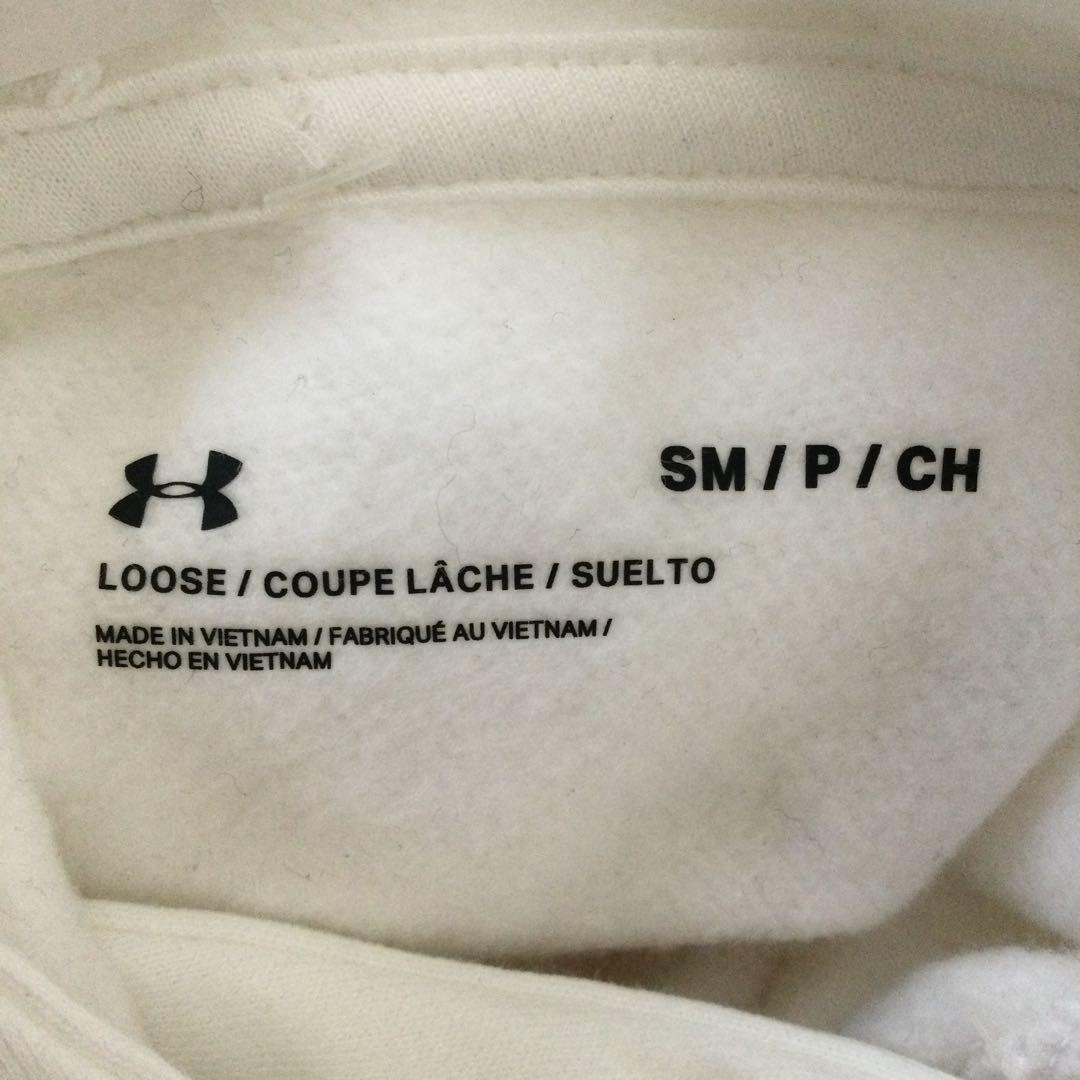 SM / P / CH
LOOSE / COUPE LÂCHE / SUELTO
MADE IN VIETNAM / FABRIQUÉ AU VIETNAM /
HECHO EN VIETNAM